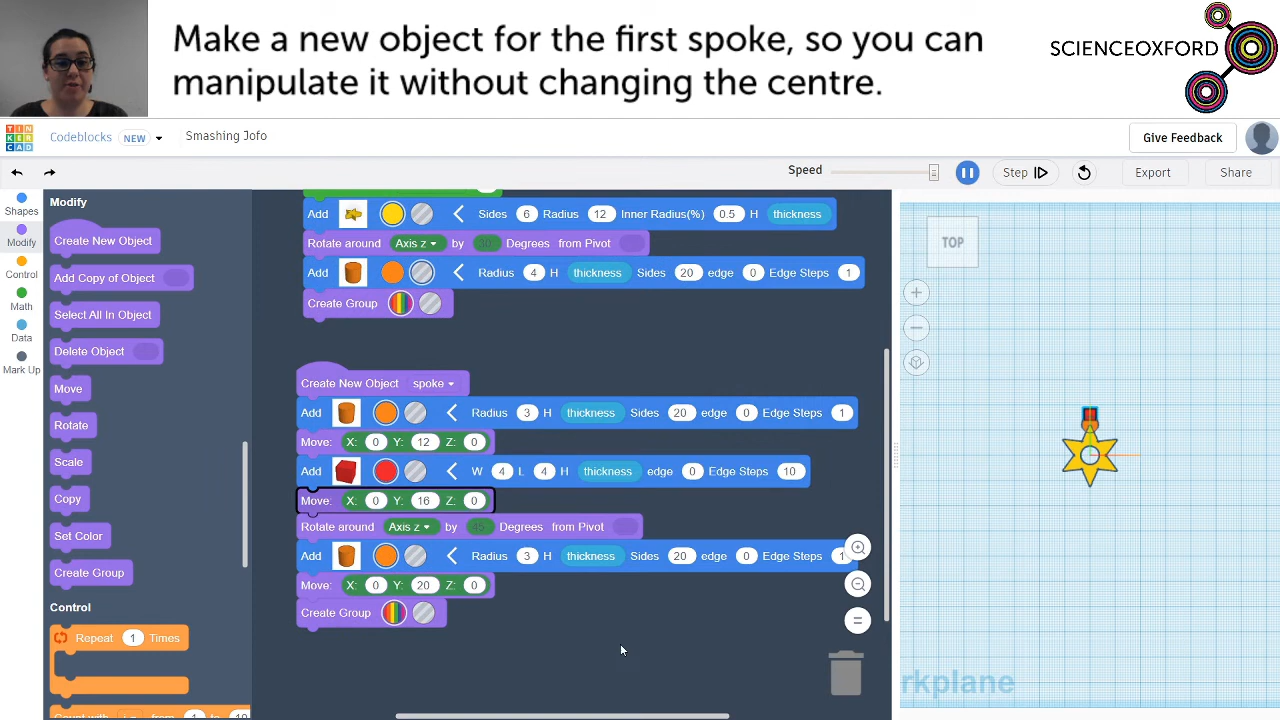 Make a new object for the first spoke, so you can
manipulate it without changing the centre.
SCIENCEOXFORD
TIN
KER
CAD
Codeblocks NEW
Smashing Jofo
Give Feedback
Speed
Step
Export
Share
Shapes
Modify
Control
Math
Data
Mark Up
Modify
Create New Object
Add Copy of Object
Select All In Object
Delete Object
Move
Rotate
Scale
Copy
Set Color
Create Group
Control
Repeat 1 Times
Add Sides 6 Radius 12 Inner Radius(%) 0.5 H thickness
Rotate around Axis z by 30 Degrees from Pivot
Add Radius 4 H thickness Sides 20 edge 0 Edge Steps 1
Create Group
Create New Object spoke
Add Radius 3 H thickness Sides 20 edge 0 Edge Steps 1
Move: X: 0 Y: 12 Z: 0
Add W 4 L 4 H thickness edge 0 Edge Steps 10
Move: X: 0 Y: 16 Z: 0
Rotate around Axis z by 45 Degrees from Pivot
Add Radius 3 H thickness Sides 20 edge 0 Edge Steps 1
Move: X: 0 Y: 20 Z: 0
Create Group
TOP
rkplane